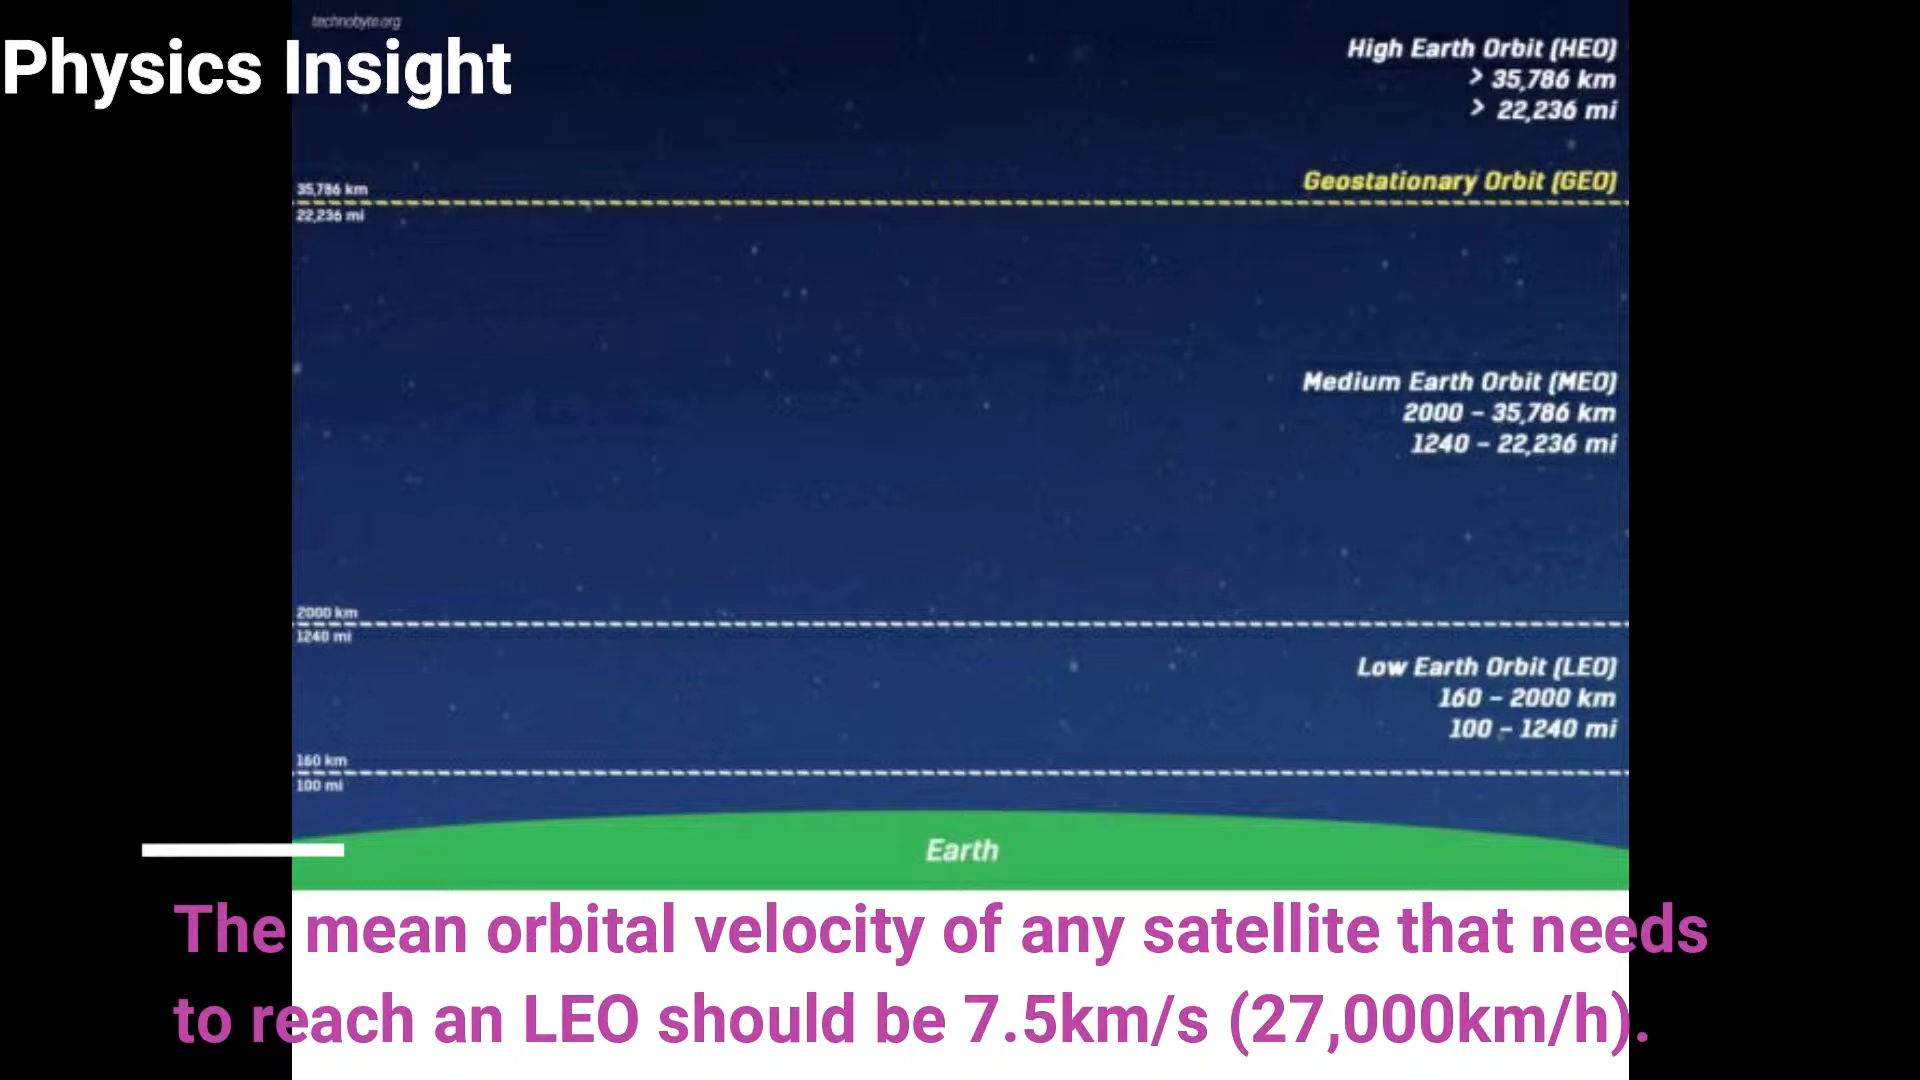 technobyte.org
Physics Insight
High Earth Orbit (HEO)
> 35,786 km
> 22,236 mi
Geostationary Orbit (GEO)
35,786 km
22,236 mi
Medium Earth Orbit (MEO)
2000 - 35,786 km
1240 - 22,236 mi
2000 km
1240 mi
Low Earth Orbit (LEO)
160 - 2000 km
100 - 1240 mi
160 km
100 mi
Earth
The mean orbital velocity of any satellite that needs
to reach an LEO should be 7.5km/s (27,000km/h).